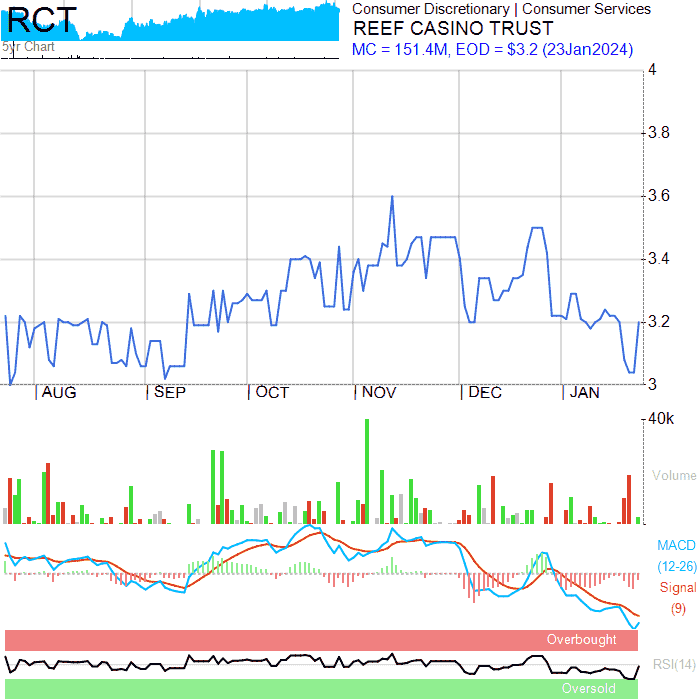 RCT
5yr Chart
Consumer Discretionary | Consumer Services
REEF CASINO TRUST
MC = 151.4M, EOD = $3.2 (23Jan2024)
4
3.8
3.6
3.4
3.2
3
| AUG | SEP | OCT | NOV | DEC | JAN
40k
Volume
MACD
(12-26)
Signal
(9)
Overbought
RSI(14)
Oversold